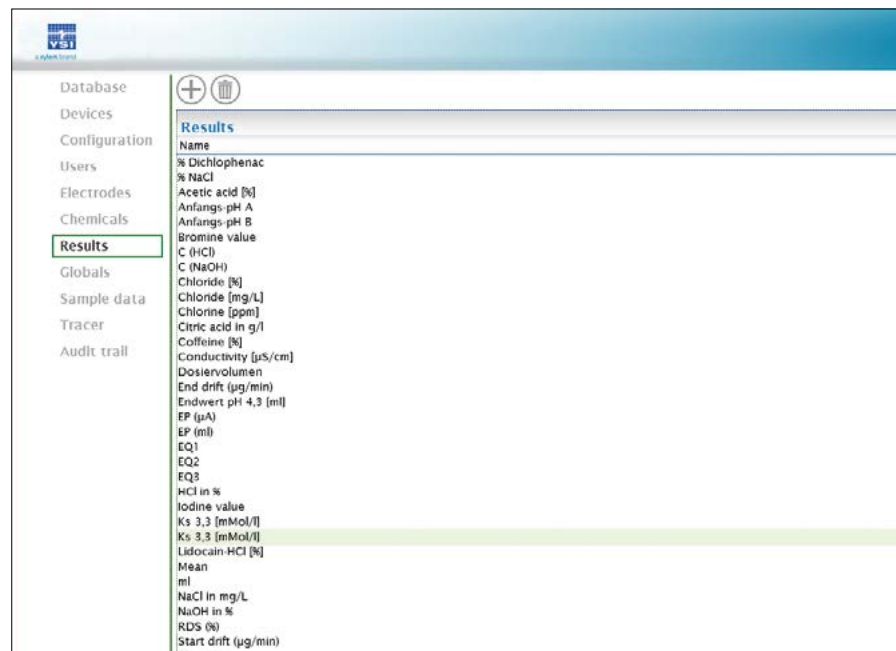 YSI
a xylem brand
Database
Devices
Configuration
Users
Electrodes
Chemicals
Results
Globals
Sample data
Tracer
Audit trail
Results
Name
% Dichlophenac
% NaCl
Acetic acid [%]
Anfangs-pH A
Anfangs-pH B
Bromine value
C (HCl)
C (NaOH)
Chloride [%]
Chloride [mg/L]
Chlorine [ppm]
Citric acid in g/l
Coffeine [%]
Conductivity [µS/cm]
Dosiervolumen
End drift (µg/min)
Endwert pH 4,3 [ml]
EP (µA)
EP (ml)
EQ1
EQ2
EQ3
HCl in %
Iodine value
Ks 3,3 [mMol/l]
Ks 3,3 [mMol/l]
Lidocain-HCl [%]
Mean
ml
NaCl in mg/L
NaOH in %
RDS (%)
Start drift (µg/min)